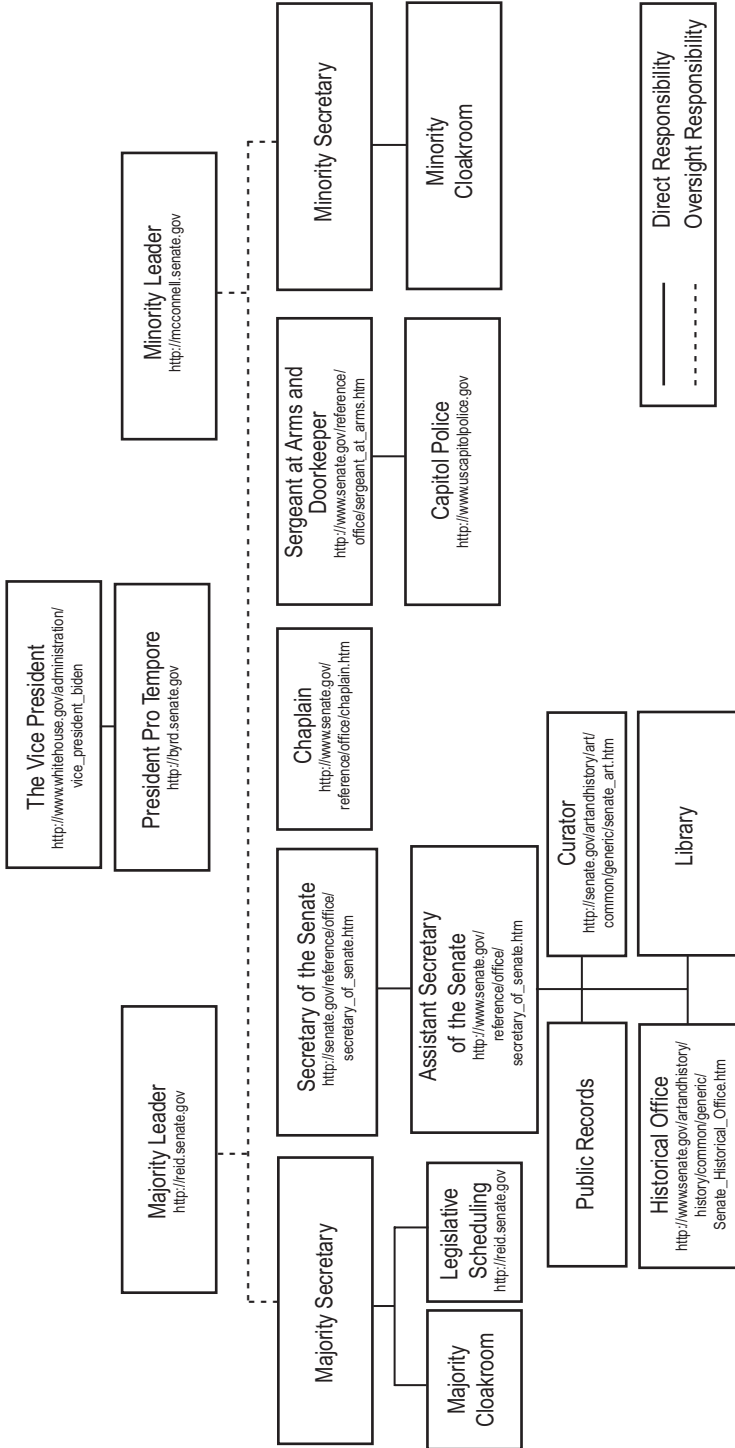 The Vice President
http://www.whitehouse.gov/administration/
vice_president_biden
President Pro Tempore
http://byrd.senate.gov
Majority Leader
http://reid.senate.gov
Minority Leader
http://mcconnell.senate.gov
Majority Secretary
Majority
Cloakroom
Legislative
Scheduling
http://reid.senate.gov
Secretary of the Senate
http://senate.gov/reference/office/
secretary_of_senate.htm
Assistant Secretary
of the Senate
http://www.senate.gov/
reference/office/
secretary_of_senate.htm
Public Records
Curator
http://senate.gov/artandhistory/art/
common/generic/senate_art.htm
Historical Office
http://www.senate.gov/artandhistory/
history/common/generic/
Senate_Historical_Office.htm
Library
Chaplain
http://www.senate.gov/
reference/office/chaplain.htm
Sergeant at Arms and
Doorkeeper
http://www.senate.gov/reference/
office/sergeant_at_arms.htm
Capitol Police
http://www.uscapitolpolice.gov
Minority Secretary
Minority
Cloakroom
Direct Responsibility
Oversight Responsibility